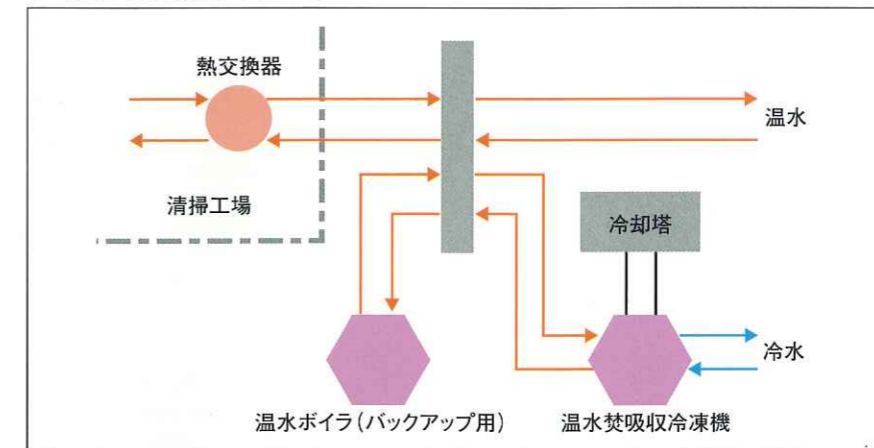 熱交換器
温水
清掃工場
冷却塔
冷水
温水ボイラ(バックアップ用)
温水焚吸収冷凍機